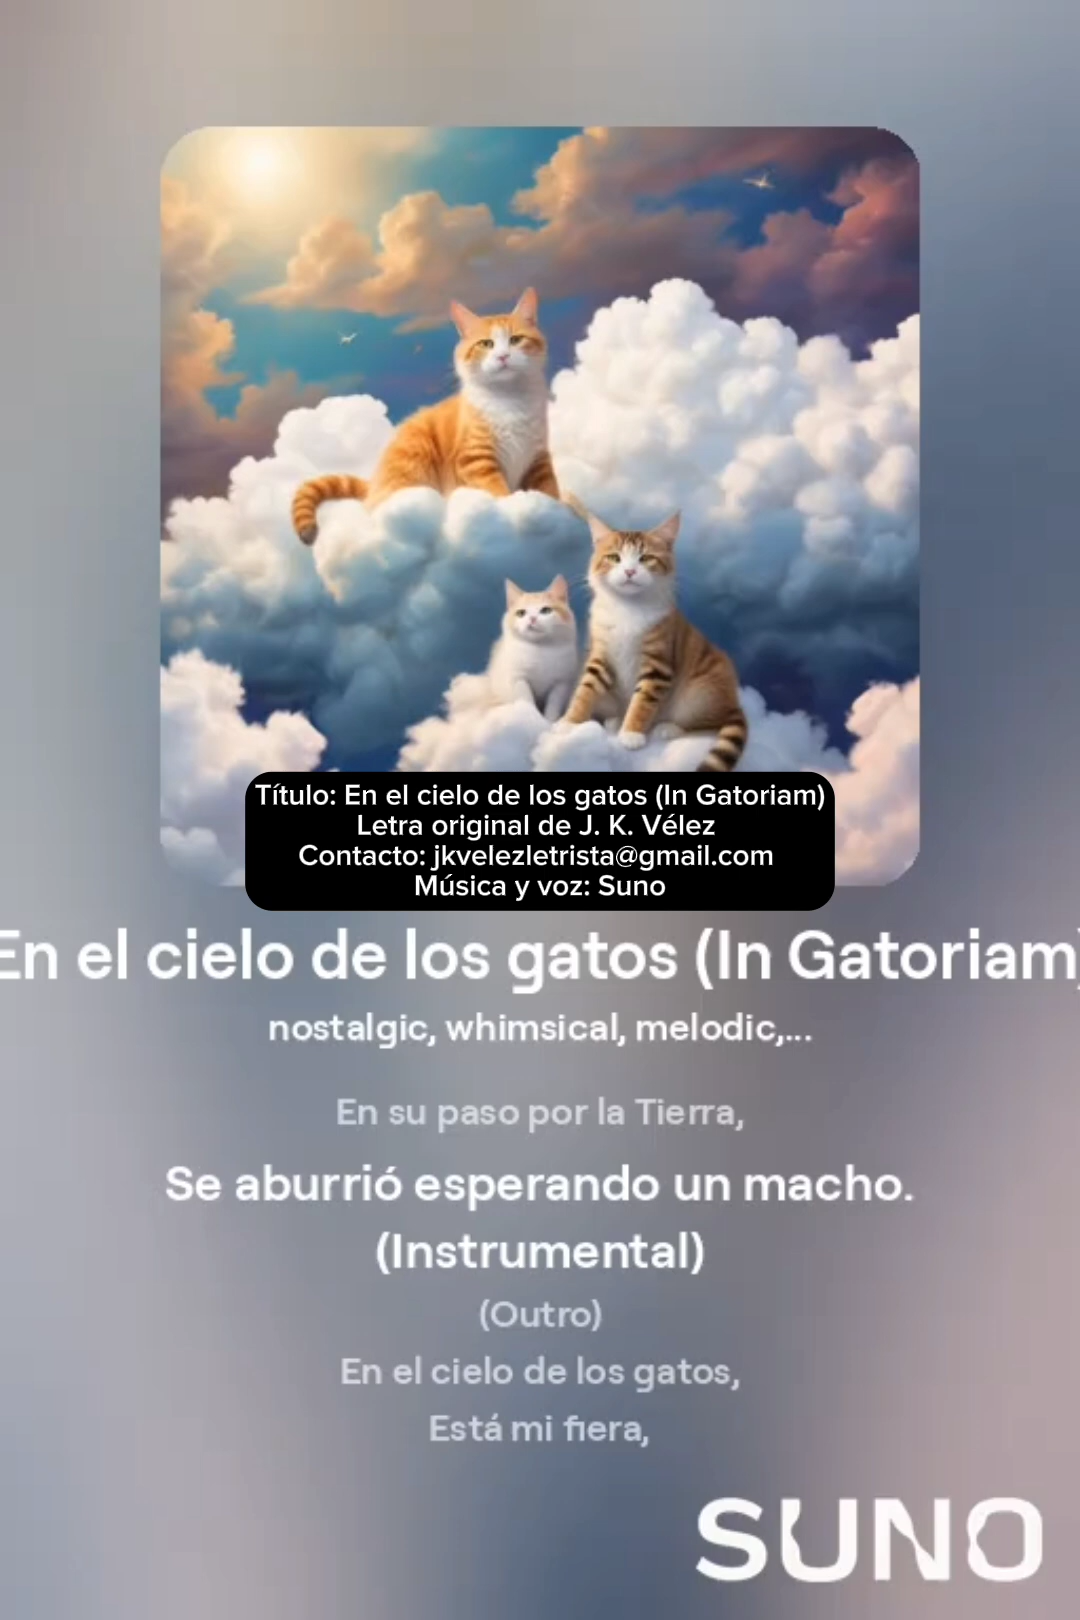 Título: En el cielo de los gatos (In Gatoriam)
Letra original de J. K. Vélez
Contacto: jkvelezletrista@gmail.com
Música y voz: Suno
En el cielo de los gatos (In Gatoriam)
nostalgic, whimsical, melodic,...
En su paso por la Tierra,
Se aburrió esperando un macho.
(Instrumental)
(Outro)
En el cielo de los gatos,
Está mi fiera,
SUNO